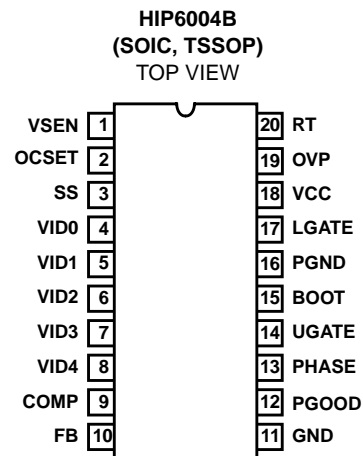 HIP6004B
(SOIC, TSSOP)
TOP VIEW
VSEN 1 20 RT
OCSET 2 19 OVP
SS 3 18 VCC
VID0 4 17 LGATE
VID1 5 16 PGND
VID2 6 15 BOOT
VID3 7 14 UGATE
VID4 8 13 PHASE
COMP 9 12 PGOOD
FB 10 11 GND